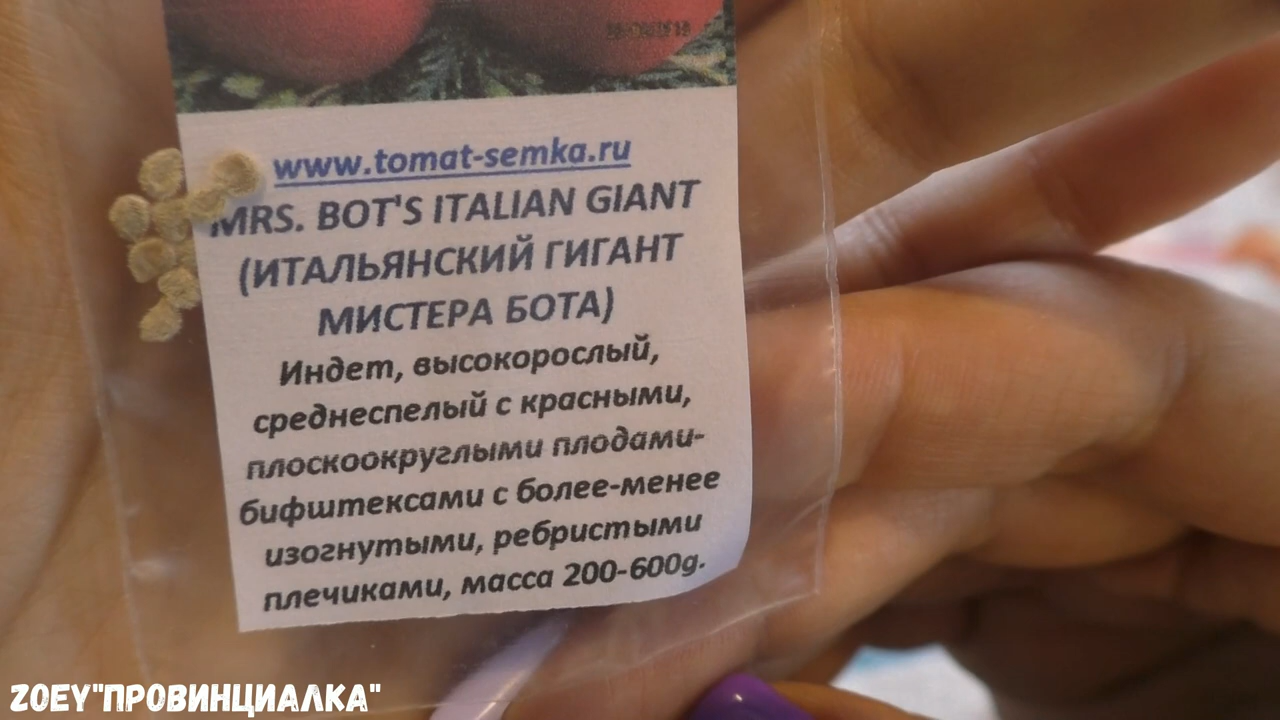 www.tomat-semka.ru
MRS. BOT'S ITALIAN GIANT
(ИТАЛЬЯНСКИЙ ГИГАНТ
МИСТЕРА БОТА)
Индет, высокорослый,
среднеспелый с красными,
плоскоокруглыми плодами-
бифштексами с более-менее
изогнутыми, ребристыми
плечиками, масса 200-600g.
ZOEY"ПРОВИНЦИАЛКА"